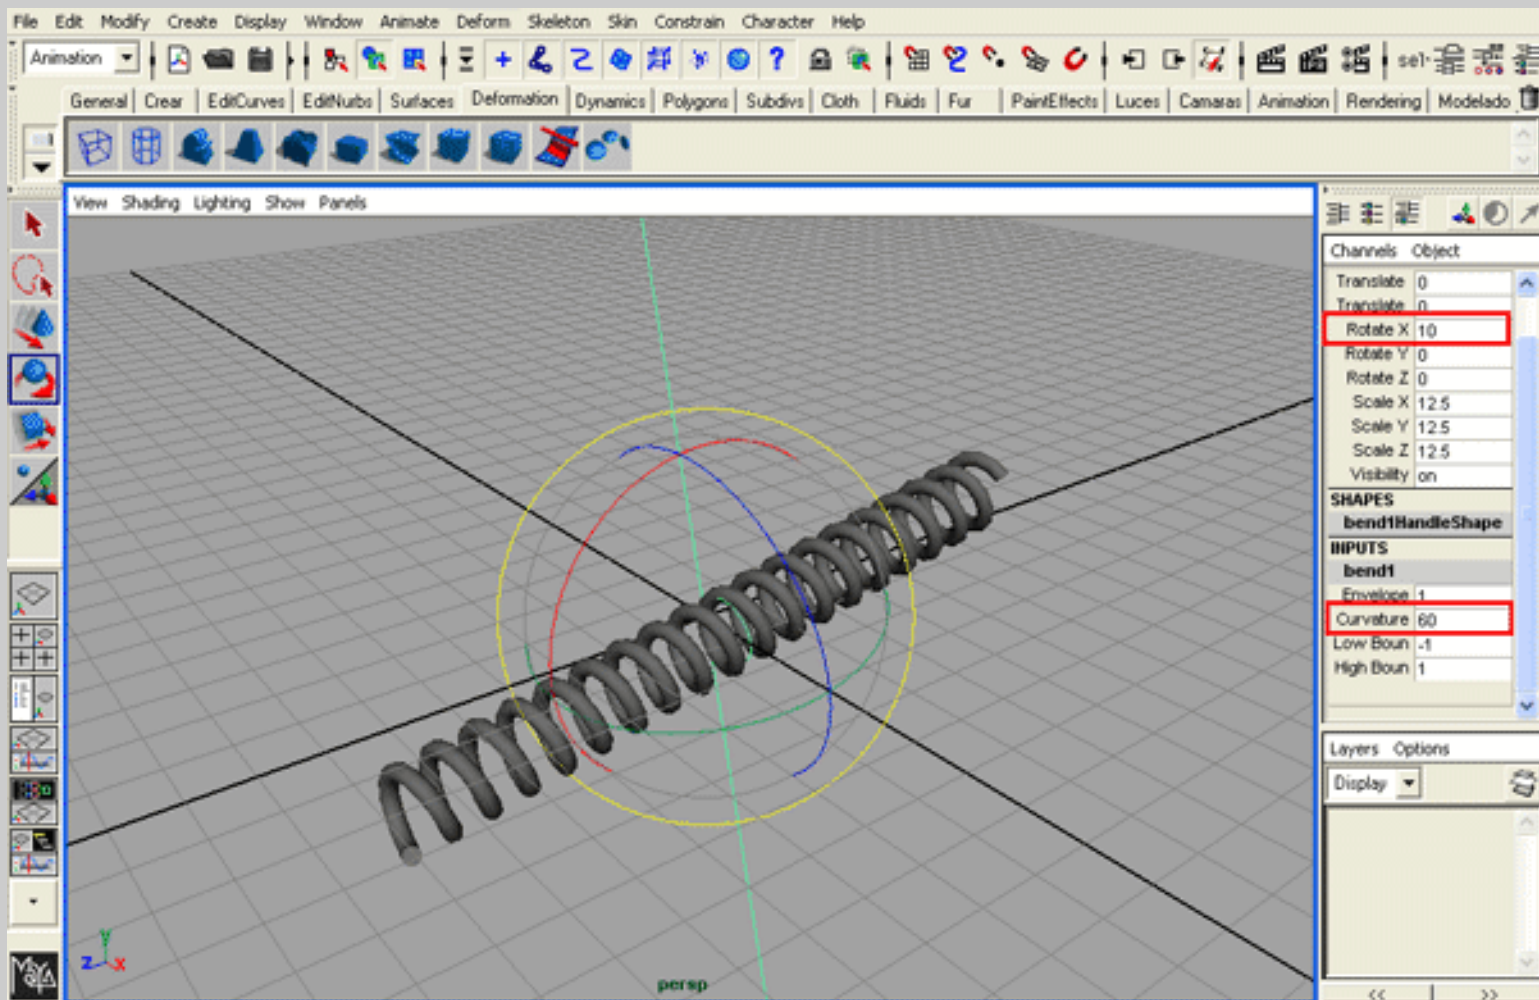 File Edit Modify Create Display Window Animate Deform Skeleton Skin Constrain Character Help
Animation
sel-
General Crear EditCurves EditNurbs Surfaces Deformation Dynamics Polygons Subdivs Cloth Fluids Fur PaintEffects Luces Camaras Animation Rendering Modelado
View Shading Lighting Show Panels
Channels Object
Translate 0
Translate 0
Rotate X 10
Rotate Y 0
Rotate Z 0
Scale X 12.5
Scale Y 12.5
Scale Z 12.5
Visibility on
SHAPES
bend1HandleShape
INPUTS
bend1
Envelope 1
Curvature 60
Low Boun -1
High Boun 1
Layers Options
Display
<< >>
Y
Z X
persp
MAYA